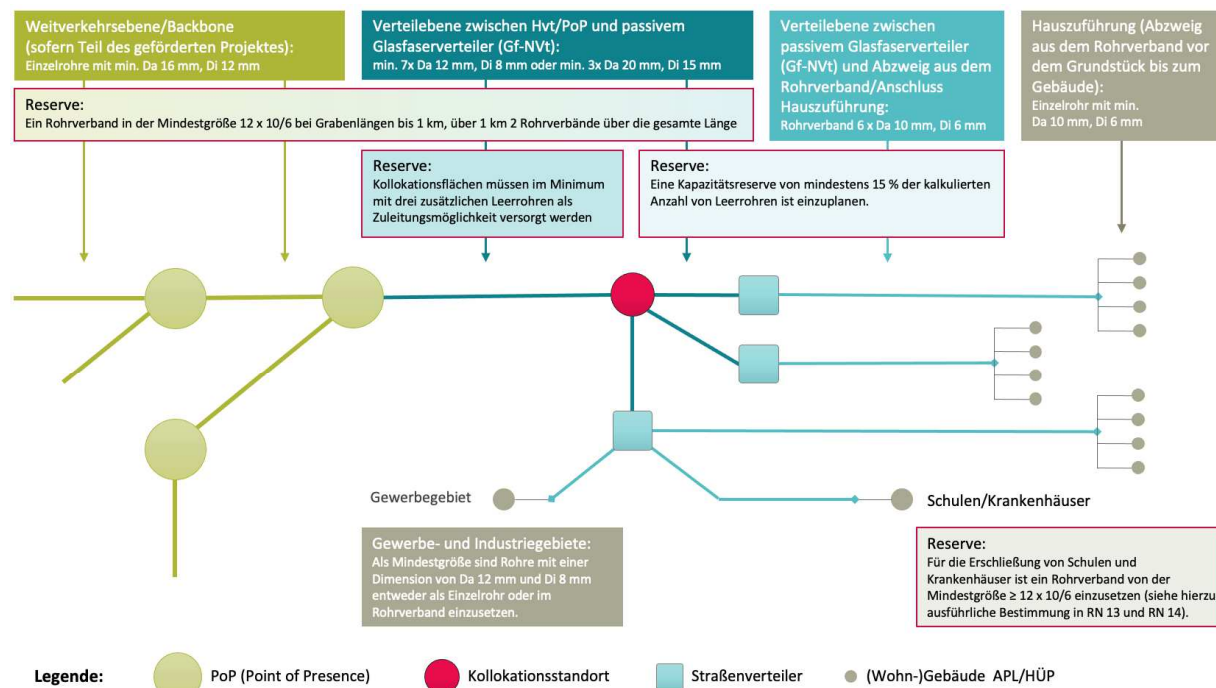 Weitverkehrsebene/Backbone
(sofern Teil des geförderten Projektes):
Einzelrohre mit min. Da 16 mm, Di 12 mm
Verteilebene zwischen Hvt/PoP und passivem
Glasfaserverteiler (Gf-NVt):
min. 7x Da 12 mm, Di 8 mm oder min. 3x Da 20 mm, Di 15 mm
Verteilebene zwischen
passivem Glasfaserverteiler
(Gf-NVt) und Abzweig aus dem
Rohrverband/Anschluss
Hauszuführung:
Rohrverband 6 x Da 10 mm, Di 6 mm
Hauszuführung (Abzweig
aus dem Rohrverband vor
dem Grundstück bis zum
Gebäude):
Einzelrohr mit min.
Da 10 mm, Di 6 mm
Reserve:
Ein Rohrverband in der Mindestgröße 12 x 10/6 bei Grabenlängen bis 1 km, über 1 km 2 Rohrverbände über die gesamte Länge
Reserve:
Kollokationsflächen müssen im Minimum
mit drei zusätzlichen Leerrohren als
Zuleitungsmöglichkeit versorgt werden
Reserve:
Eine Kapazitätsreserve von mindestens 15 % der kalkulierten
Anzahl von Leerrohren ist einzuplanen.
Gewerbegebiet
Schulen/Krankenhäuser
Gewerbe- und Industriegebiete:
Als Mindestgröße sind Rohre mit einer
Dimension von Da 12 mm und Di 8 mm
entweder als Einzelrohr oder im
Rohrverband einzusetzen.
Reserve:
Für die Erschließung von Schulen und
Krankenhäuser ist ein Rohrverband von der
Mindestgröße ≥ 12 x 10/6 einzusetzen (siehe hierzu
ausführliche Bestimmung in RN 13 und RN 14).
Legende:
PoP (Point of Presence)
Kollokationsstandort
Straßenverteiler
(Wohn-)Gebäude APL/HÜP